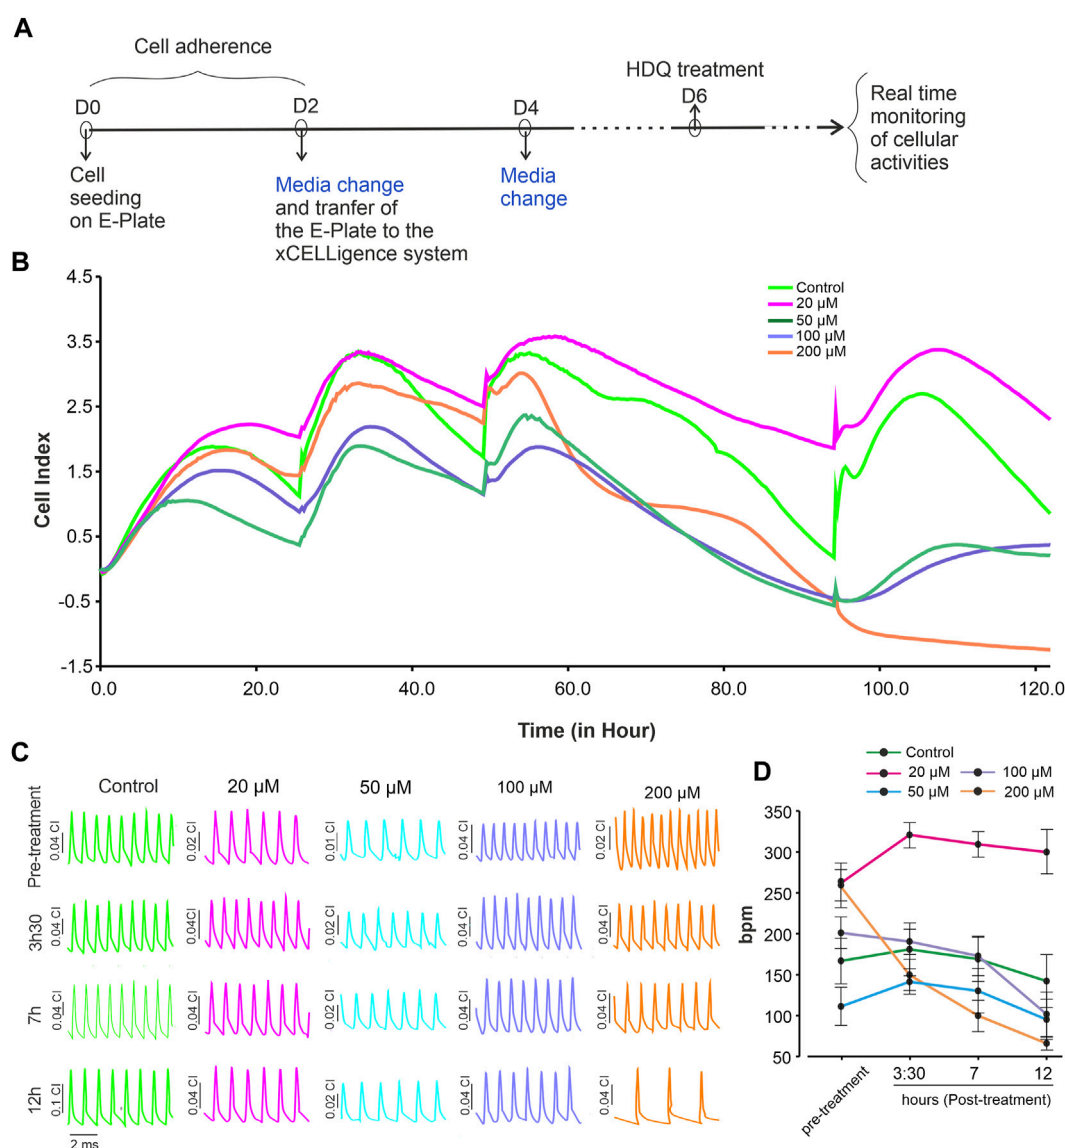 A
Cell adherence
HDQ treatment
D0
D2
D4
D6
Real time
monitoring
of cellular
activities
Cell
seeding
on E-Plate
Media change
and tranfer of
the E-Plate to the
xCELLigence system
Media
change
B
4.5
3.5
2.5
1.5
0.5
-0.5
-1.5
Cell Index
Control
20 µM
50 µM
100 µM
200 µM
0.0
20.0
40.0
60.0
80.0
100.0
120.0
Time (in Hour)
C
Control
20 µM
50 µM
100 µM
200 µM
Pre-treatment
0.04 CI
0.02 CI
0.01 CI
0.04 CI
0.02 CI
3h30
0.04 CI
0.04CI
0.02 CI
0.04 CI
0.04 CI
7h
0.04 CI
0.04 CI
0.02 CI
0.04 CI
0.04 CI
12h
0.1 CI
0.04 CI
0.02 CI
0.04 CI
0.04 CI
2 ms
D
Control
20 µM
100 µM
50 µM
200 µM
350
300
250
200
150
100
50
bpm
pre-treatment
3:30
7
12
hours (Post-treatment)